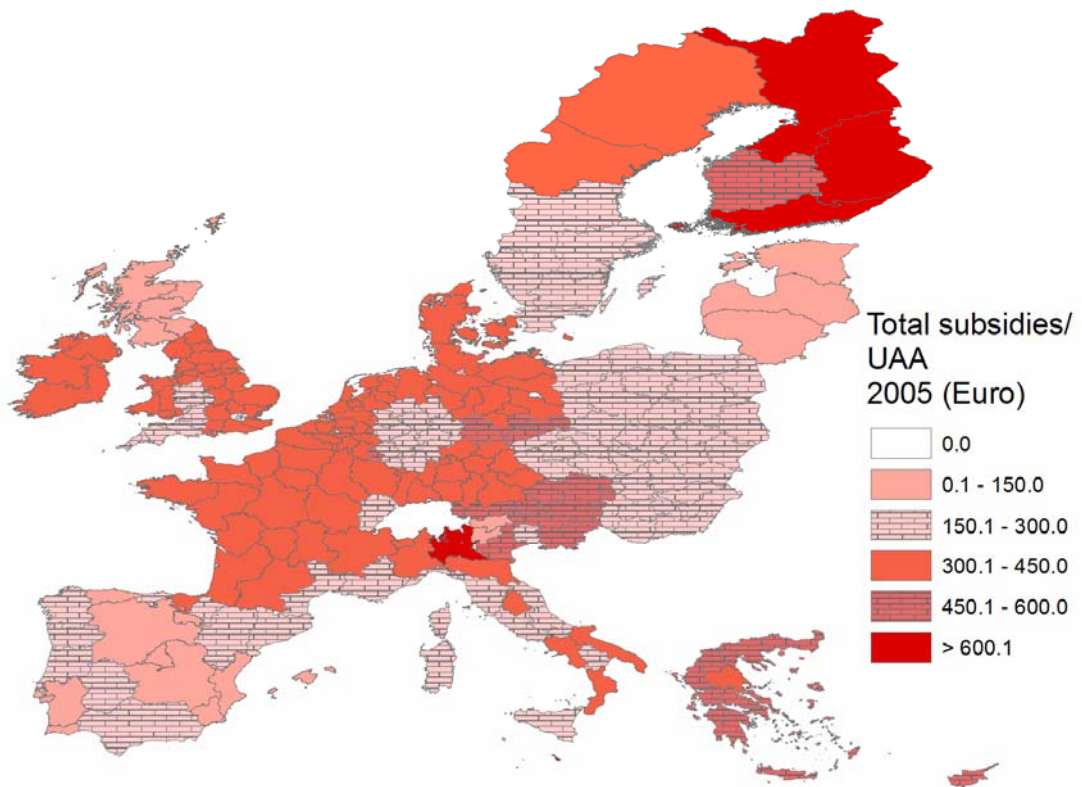 Total subsidies/
UAA
2005 (Euro)
0.0
0.1 - 150.0
150.1 - 300.0
300.1 - 450.0
450.1 - 600.0
> 600.1